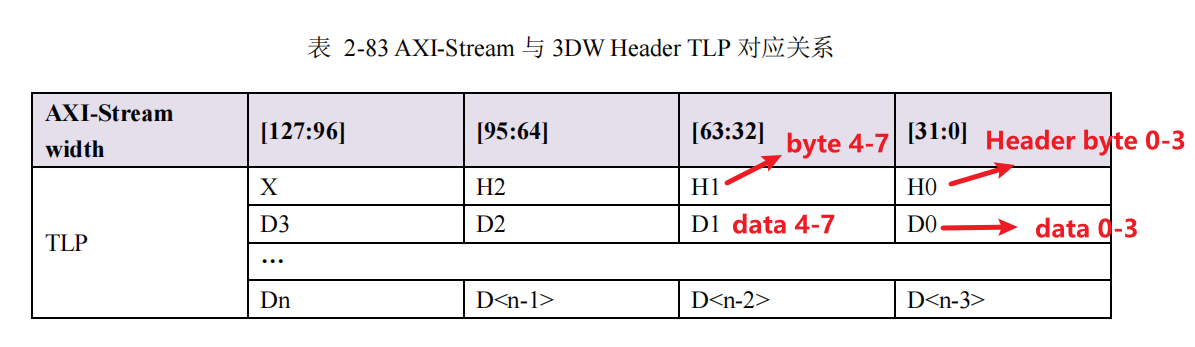 表 2-83 AXI-Stream 与 3DW Header TLP 对应关系
AXI-Stream width [127:96] [95:64] [63:32] [31:0]
byte 4-7 Header byte 0-3
TLP X H2 H1 H0
D3 D2 D1 data 4-7 D0 data 0-3
…
Dn D<n-1> D<n-2> D<n-3>